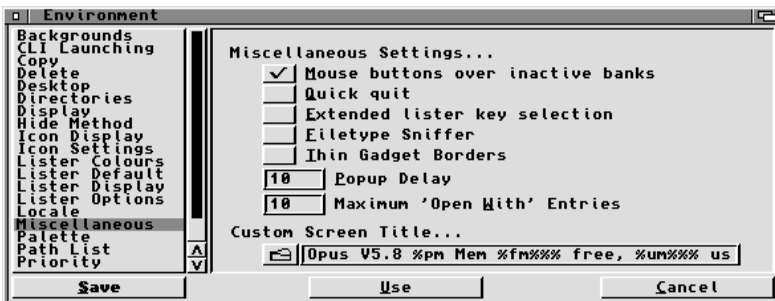 Environment
Backgrounds
CLI Launching
Copy
Delete
Desktop
Directories
Display
Hide Method
Icon Display
Icon Settings
Lister Colours
Lister Default
Lister Display
Lister Options
Locale
Miscellaneous
Palette
Path List
Priority
Miscellaneous Settings...
Mouse buttons over inactive banks
Quick quit
Extended lister key selection
Filetype Sniffer
Thin Gadget Borders
10 Popup Delay
10 Maximum 'Open With' Entries
Custom Screen Title...
Opus V5.8 %pm Mem %fm%%% free, %um%%% us
Save Use Cancel